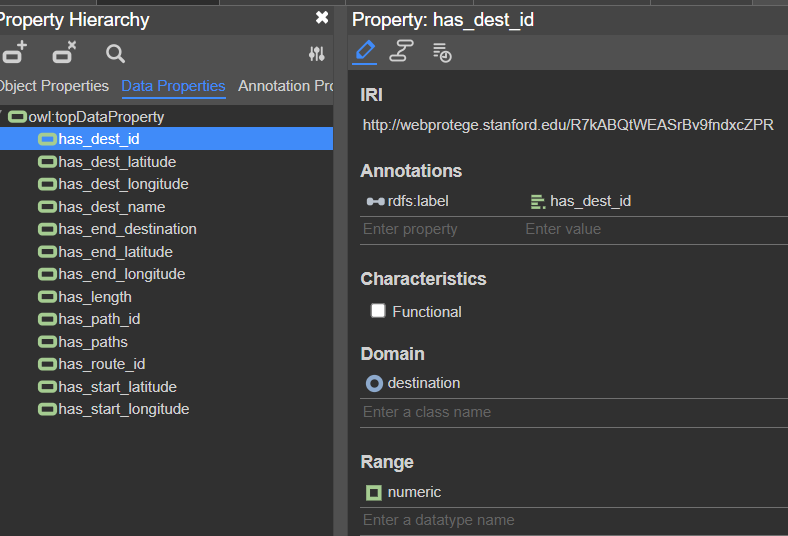 Property Hierarchy
Object Properties Data Properties Annotation Pro
owl:topDataProperty
has_dest_id
has_dest_latitude
has_dest_longitude
has_dest_name
has_end_destination
has_end_latitude
has_end_longitude
has_length
has_path_id
has_paths
has_route_id
has_start_latitude
has_start_longitude
Property: has_dest_id
IRI
http://webprotege.stanford.edu/R7kABQtWEASrBv9fndxcZPR
Annotations
rdfs:label has_dest_id
Enter property Enter value
Characteristics
Functional
Domain
destination
Enter a class name
Range
numeric
Enter a datatype name